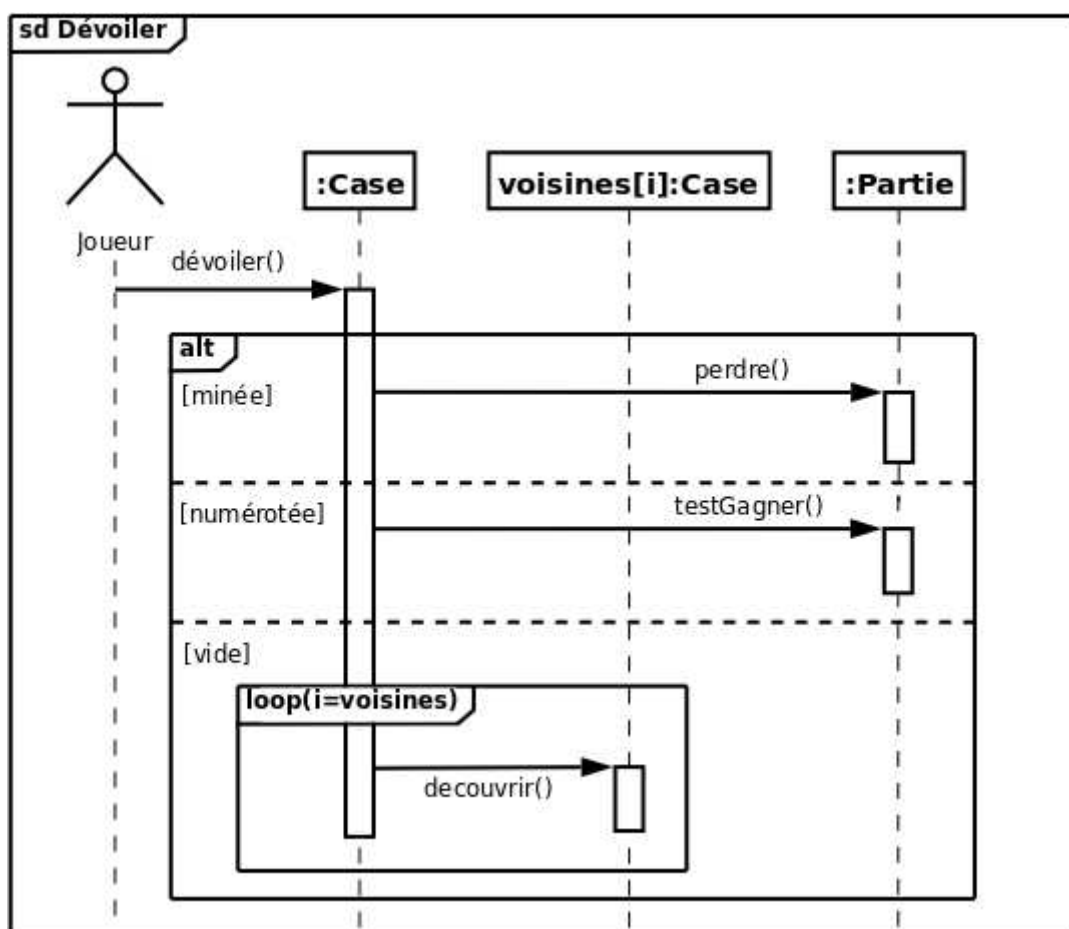 sd Dévoiler
:Case
voisines[i]:Case
:Partie
Joueur
dévoiler()
alt
perdre()
[minée]
testGagner()
[numérotée]
[vide]
loop(i=voisines)
decouvrir()